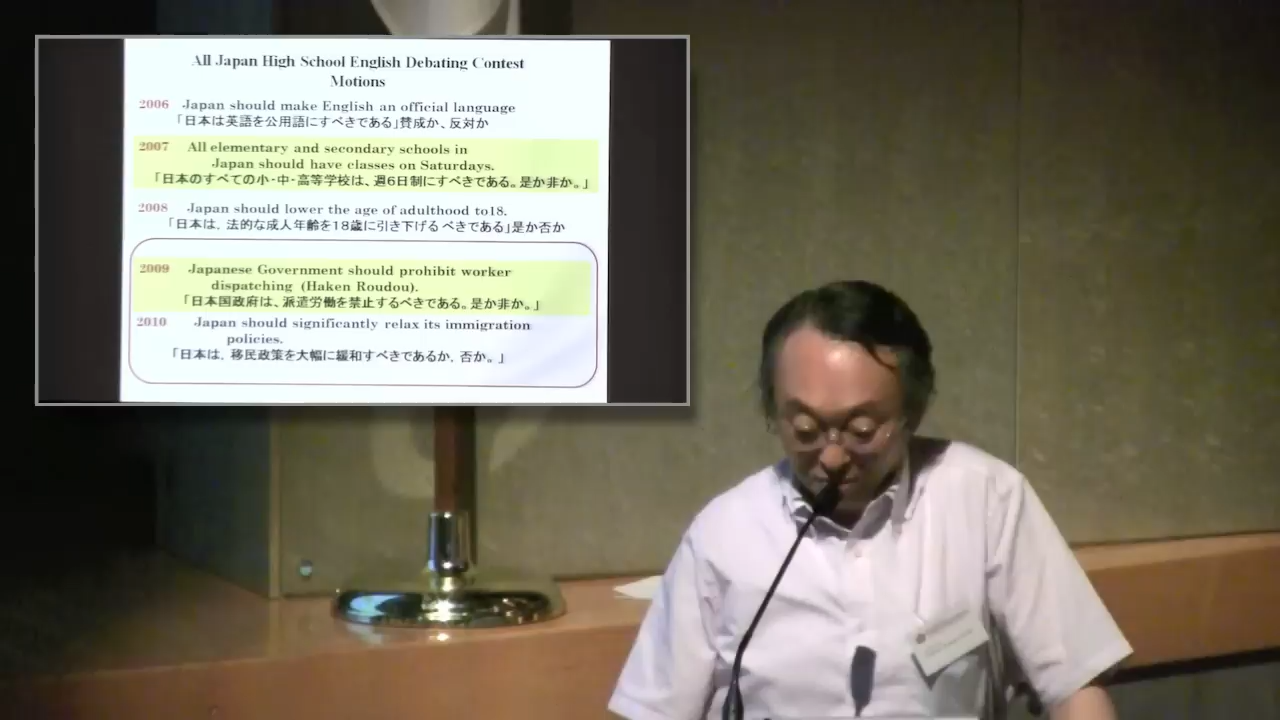 All Japan High School English Debating Contest
Motions
2006 Japan should make English an official language
「日本は英語を公用語にすべきである」賛成か、反対か
2007 All elementary and secondary schools in
Japan should have classes on Saturdays.
「日本のすべての小・中・高等学校は、週6日制にすべきである。是か非か。」
2008 Japan should lower the age of adulthood to18.
「日本は, 法的な成人年齢を18歳に引き下げる べきである」是か否か
2009 Japanese Government should prohibit worker
dispatching (Haken Roudou).
「日本国政府は、派遣労働を禁止するべきである。是か非か。」
2010 Japan should significantly relax its immigration
policies.
「日本は, 移民政策を大幅に緩和すべきであるか, 否か。」